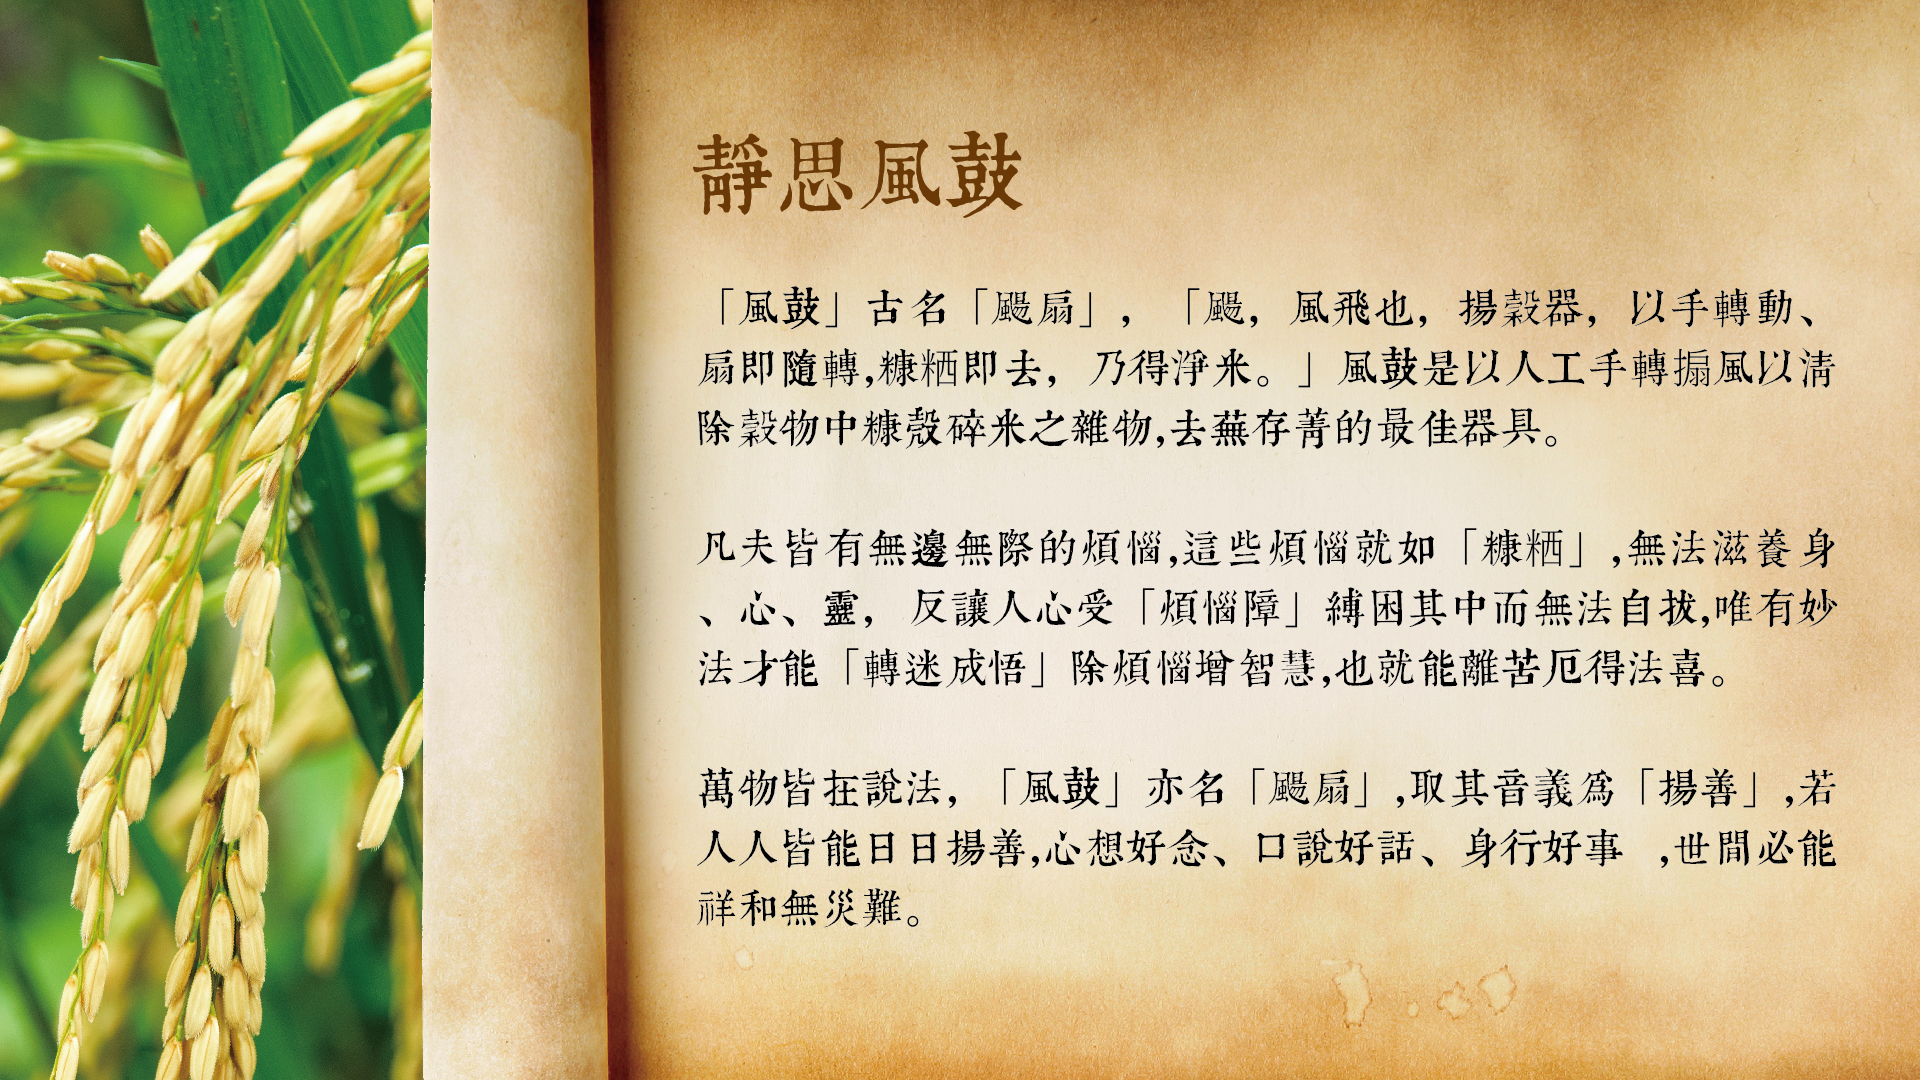 靜思風鼓
「風鼓」古名「颺扇」，「颺，風飛也，揚穀器，以手轉動、
扇即隨轉,糠粞即去，乃得淨米。」風鼓是以人工手轉搧風以清
除穀物中糠殼碎米之雜物,去蕪存菁的最佳器具。
凡夫皆有無邊無際的煩惱,這些煩惱就如「糠粞」,無法滋養身
、心、靈，反讓人心受「煩惱障」縛困其中而無法自拔,唯有妙
法才能「轉迷成悟」除煩惱增智慧,也就能離苦厄得法喜。
萬物皆在說法，「風鼓」亦名「颺扇」,取其音義為「揚善」,若
人人皆能日日揚善,心想好念、口說好話、身行好事 ,世間必能
祥和無災難。